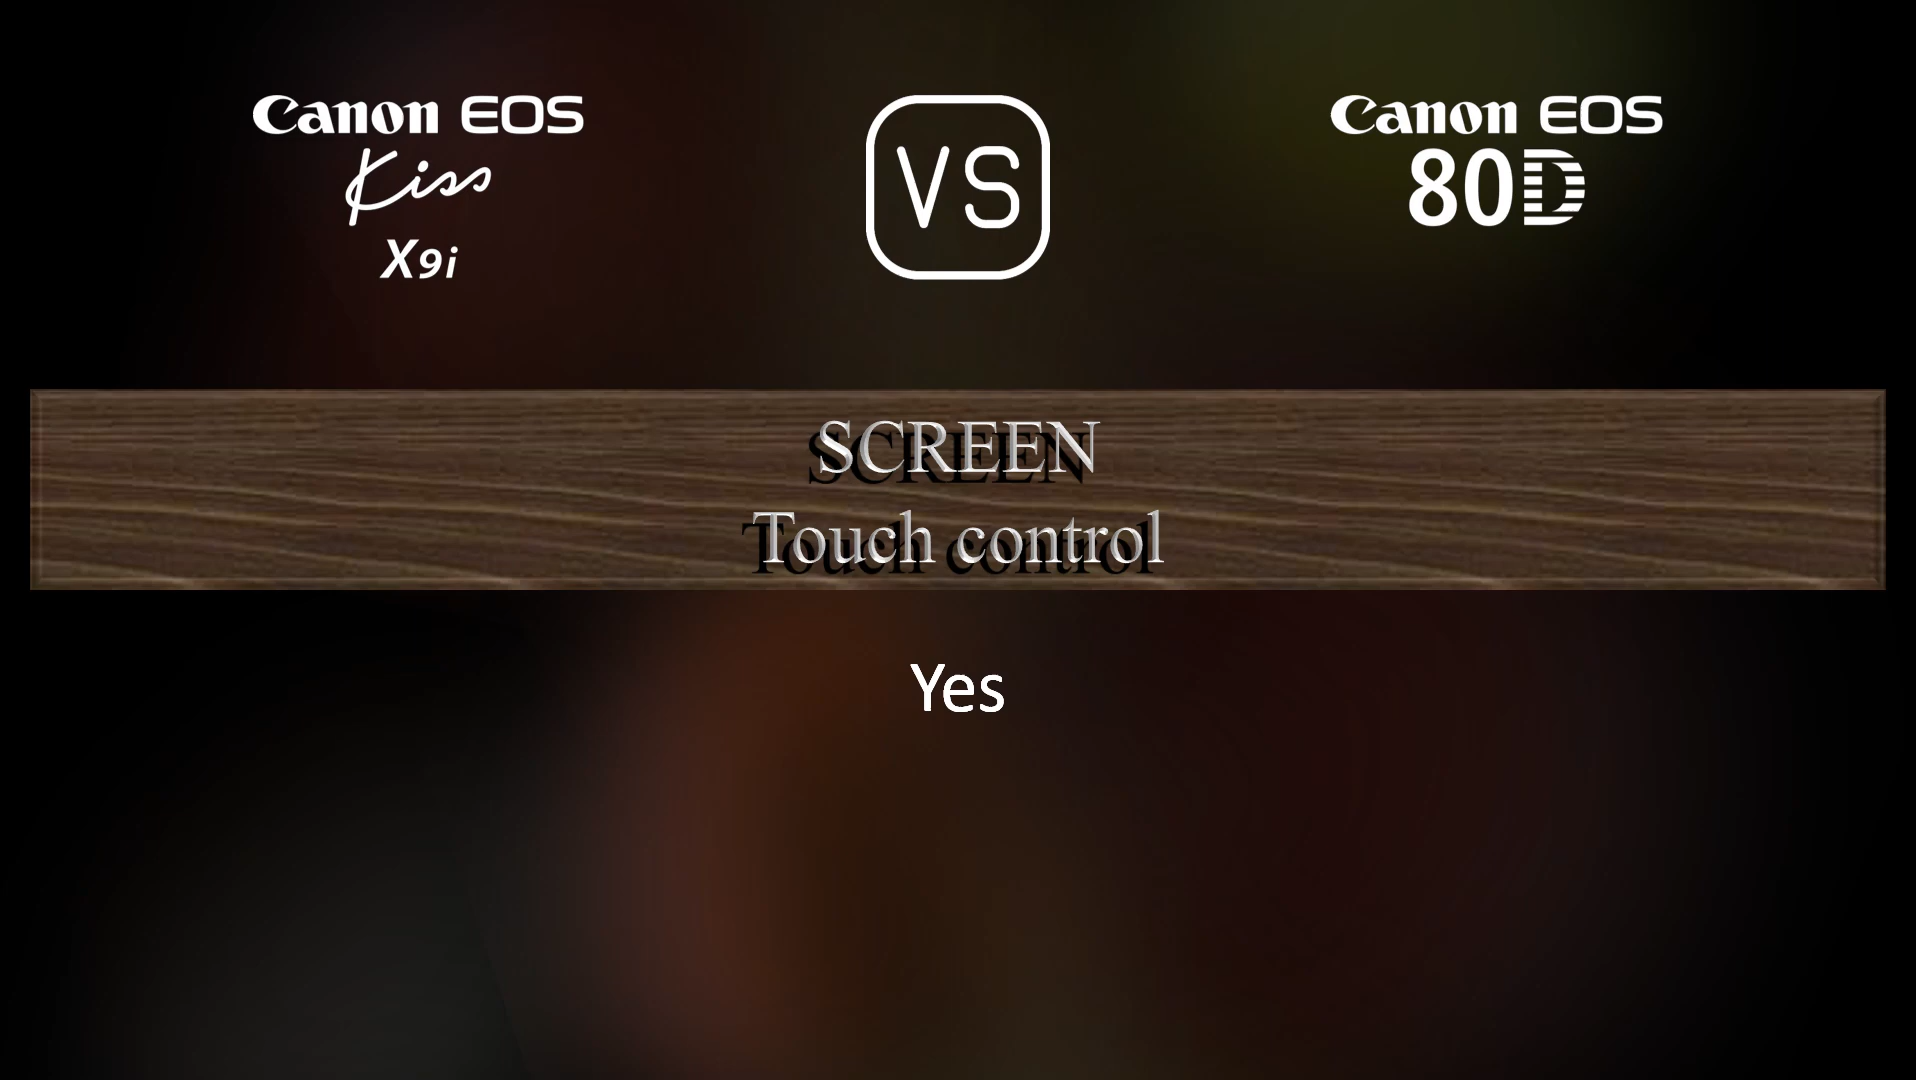 Canon EOS
Kiss
X9i
VS
Canon EOS
80D
SCREEN
Touch control
Yes